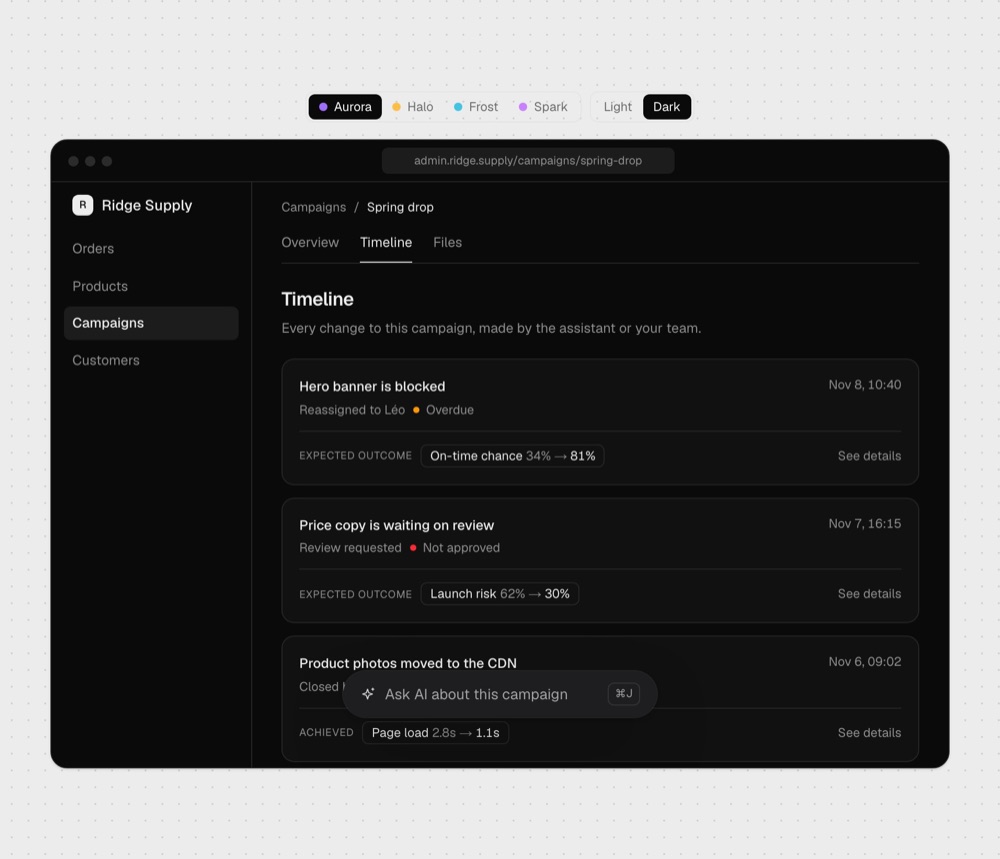 Aurora Halo Frost Spark Light Dark
admin.ridge.supply/campaigns/spring-drop
R Ridge Supply
Orders
Products
Campaigns
Customers
Campaigns / Spring drop
Overview Timeline Files
Timeline
Every change to this campaign, made by the assistant or your team.
Hero banner is blocked Nov 8, 10:40
Reassigned to Léo Overdue
EXPECTED OUTCOME On-time chance 34% → 81% See details
Price copy is waiting on review Nov 7, 16:15
Review requested Not approved
EXPECTED OUTCOME Launch risk 62% → 30% See details
Product photos moved to the CDN Nov 6, 09:02
Closed
Ask AI about this campaign ⌘J
ACHIEVED Page load 2.8s → 1.1s See details